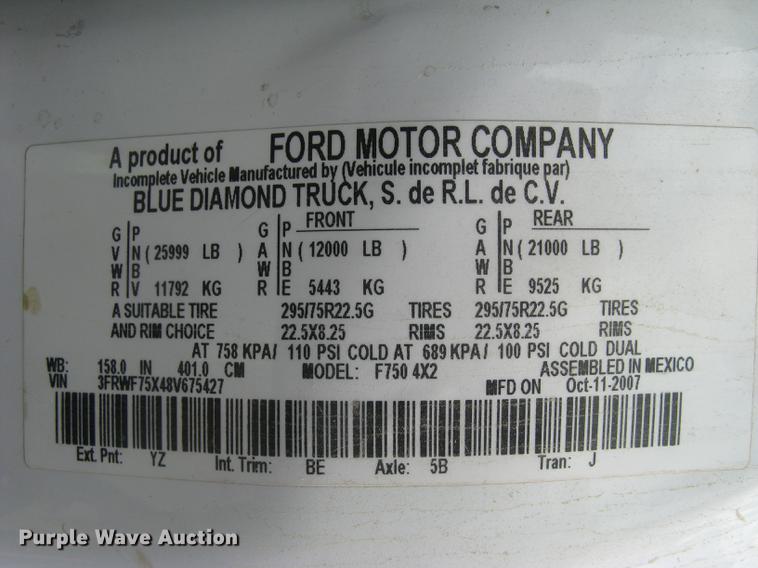 A product of FORD MOTOR COMPANY
Incomplete Vehicle Manufactured by (Vehicule incomplet fabrique par)
BLUE DIAMOND TRUCK, S. de R.L. de C.V.
G P G P FRONT G P REAR
V N ( 25999 LB ) A N ( 12000 LB ) A N ( 21000 LB )
W B W B W B
R V 11792 KG R E 5443 KG R E 9525 KG
A SUITABLE TIRE 295/75R22.5G TIRES 295/75R22.5G TIRES
AND RIM CHOICE 22.5X8.25 RIMS 22.5X8.25 RIMS
AT 758 KPA/ 110 PSI COLD AT 689 KPA/ 100 PSI COLD DUAL
WB: 158.0 IN 401.0 CM MODEL: F750 4X2 ASSEMBLED IN MEXICO
VIN 3FRWF75X48V675427 MFD ON Oct-11-2007
Ext. Pnt: YZ Int. Trim: BE Axle: 5B Tran: J
Purple Wave Auction